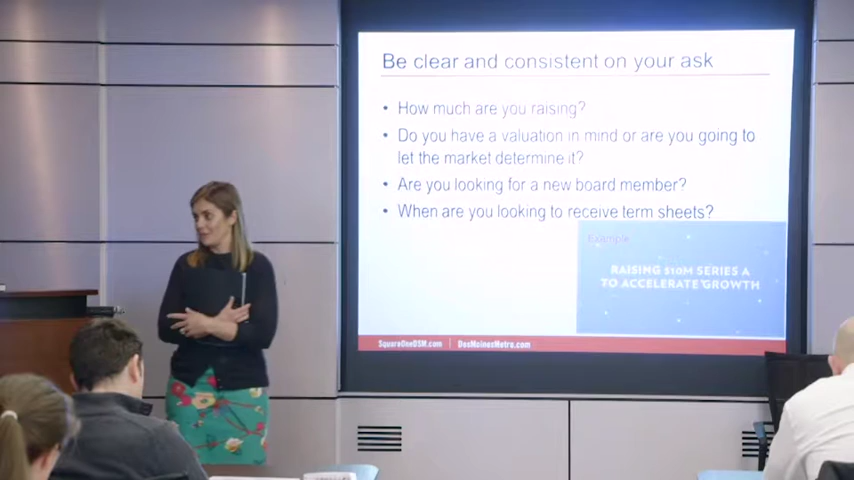 Be clear and consistent on your ask
• How much are you raising?
• Do you have a valuation in mind or are you going to
let the market determine it?
• Are you looking for a new board member?
• When are you looking to receive term sheets?
Example
RAISING $10M SERIES A
TO ACCELERATE GROWTH
SquareOneDSM.com | DesMoinesMetro.com